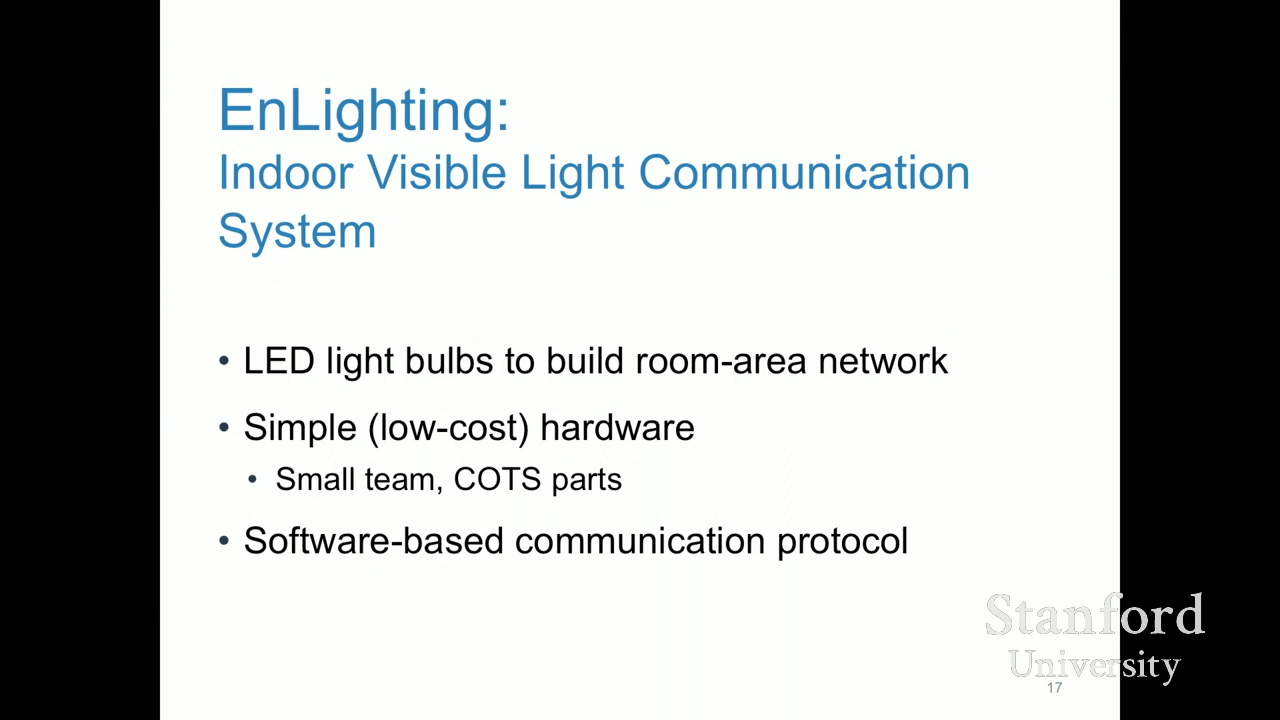 EnLighting:
Indoor Visible Light Communication
System
• LED light bulbs to build room-area network
• Simple (low-cost) hardware
• Small team, COTS parts
• Software-based communication protocol
Stanford
University
17